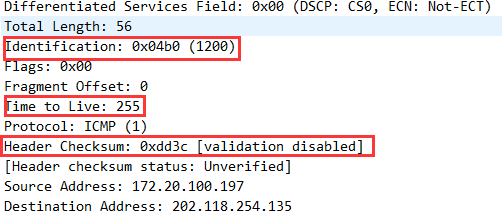 Differentiated Services Field: 0x00 (DSCP: CS0, ECN: Not-ECT)
Total Length: 56
Identification: 0x04b0 (1200)
Flags: 0x00
Fragment Offset: 0
Time to Live: 255
Protocol: ICMP (1)
Header Checksum: 0xdd3c [validation disabled]
[Header checksum status: Unverified]
Source Address: 172.20.100.197
Destination Address: 202.118.254.135